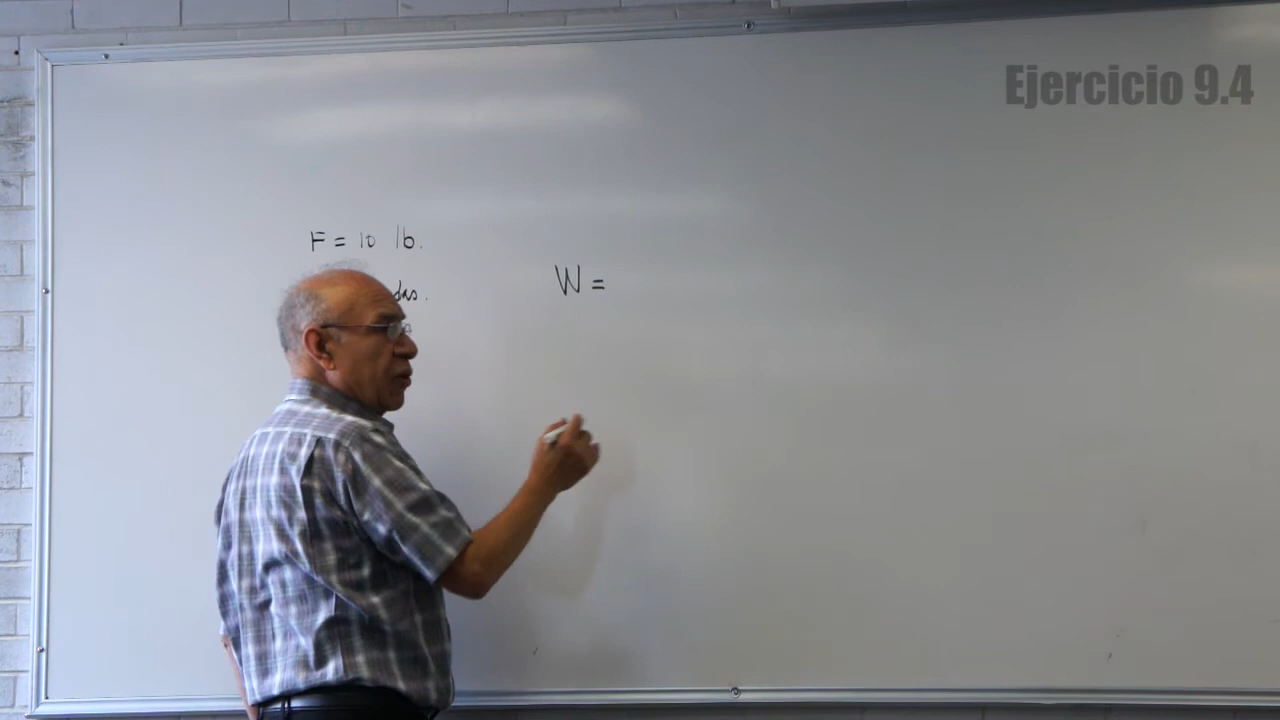 Ejercicio 9.4
F = 10 lb.
W =